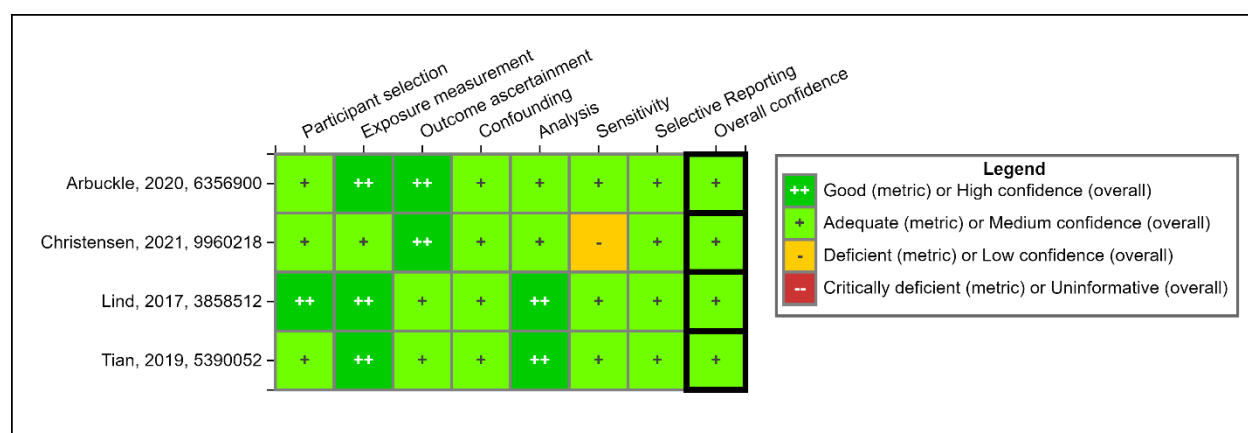 Participant selection
Exposure measurement
Outcome ascertainment
Confounding
Analysis
Sensitivity
Selective Reporting
Overall confidence
Arbuckle, 2020, 6356900 + ++ ++ + + + + +
Christensen, 2021, 9960218 + + ++ + + - + +
Lind, 2017, 3858512 ++ ++ + + ++ + + +
Tian, 2019, 5390052 + ++ + + ++ + + +
Legend
++ Good (metric) or High confidence (overall)
+ Adequate (metric) or Medium confidence (overall)
- Deficient (metric) or Low confidence (overall)
-- Critically deficient (metric) or Uninformative (overall)